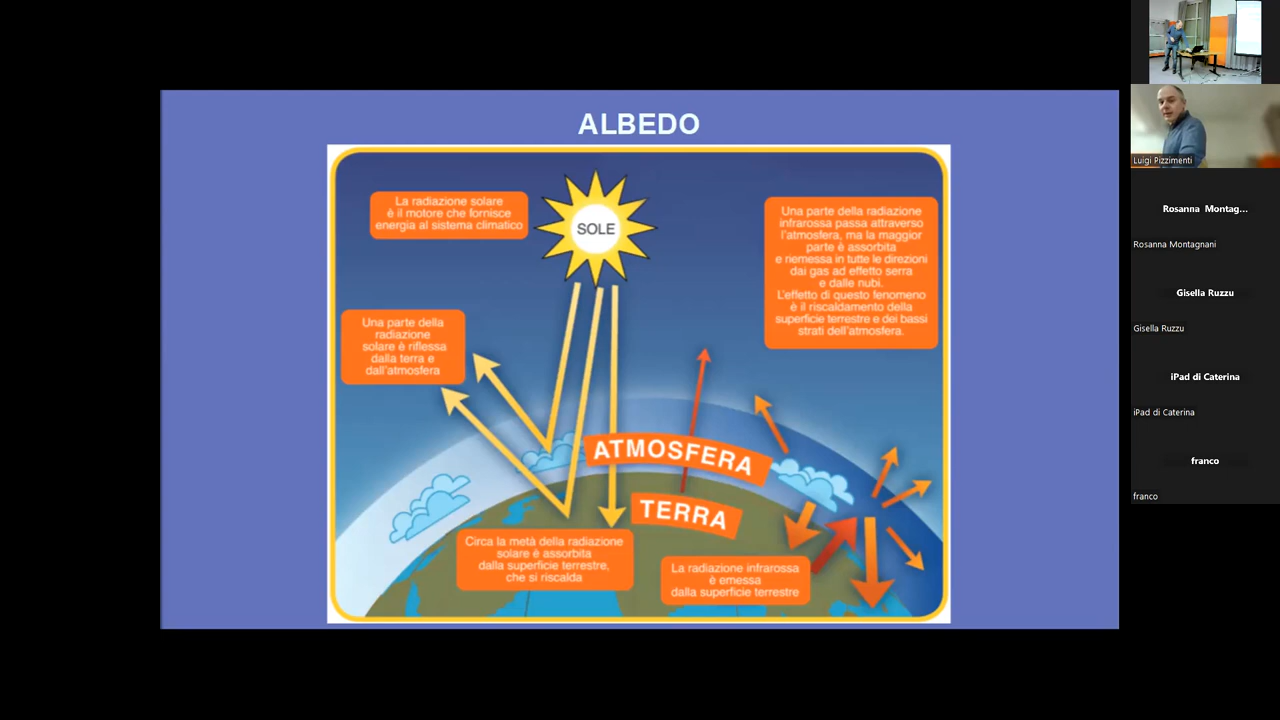 ALBEDO
La radiazione solare
è il motore che fornisce
energia al sistema climatico
SOLE
Una parte della radiazione
infrarossa passa attraverso
l'atmosfera, ma la maggior
parte è assorbita
e riemessa in tutte le direzioni
dai gas ad effetto serra
e dalle nubi.
L'effetto di questo fenomeno
è il riscaldamento della
superficie terrestre e dei bassi
strati dell'atmosfera.
Una parte della
radiazione
solare è riflessa
dalla terra e
dall'atmosfera
ATMOSFERA
TERRA
Circa la metà della radiazione
solare è assorbita
dalla superficie terrestre,
che si riscalda
La radiazione infrarossa
è emessa
dalla superficie terrestre
Luigi Pizzimenti
Rosanna Montag...
Rosanna Montagnani
Gisella Ruzzu
Gisella Ruzzu
iPad di Caterina
iPad di Caterina
franco
franco